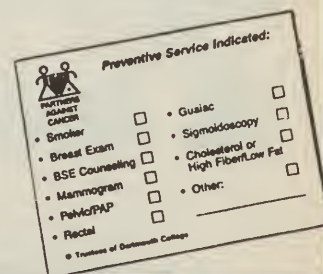 Preventive Service Indicated:
PARTNERS
AGAINST
CANCER
• Smoker
• Breast Exam
• BSE Counseling
• Mammogram
• Pelvic/PAP
• Rectal
• Guaiac
• Sigmoidoscopy
• Cholesterol or
High Fiber/Low Fat
• Other:
© Trustees of Dartmouth College